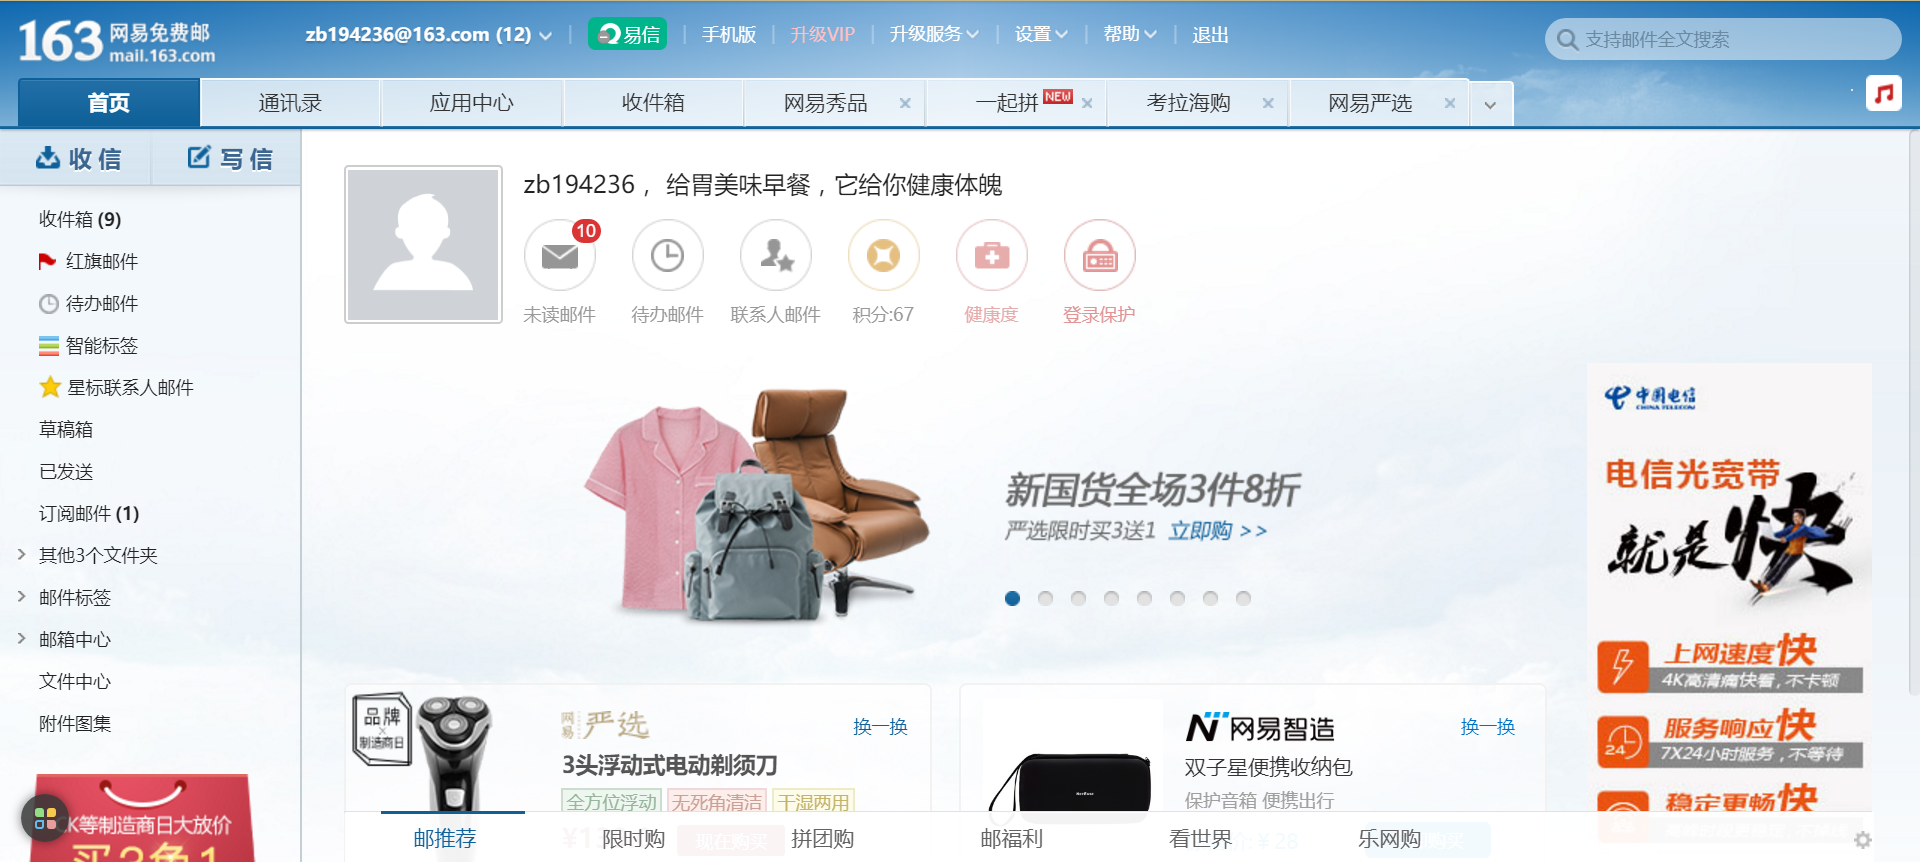 163 网易免费邮
mail.163.com
zb194236@163.com (12)
易信
手机版
升级VIP
升级服务
设置
帮助
退出
支持邮件全文搜索
首页
通讯录
应用中心
收件箱
网易秀品
一起拼 NEW
考拉海购
网易严选
收信
写信
收件箱 (9)
红旗邮件
待办邮件
智能标签
星标联系人邮件
草稿箱
已发送
订阅邮件 (1)
其他3个文件夹
邮件标签
邮箱中心
文件中心
附件图集
CK等制造商日大放价
买2免1
zb194236， 给胃美味早餐，它给你健康体魄
10
未读邮件
待办邮件
联系人邮件
积分:67
健康度
登录保护
新国货全场3件8折
严选限时买3送1 立即购 >>
品牌
×
制造商日
网易严选
换一换
3头浮动式电动剃须刀
全方位浮动 无死角清洁 干湿两用
现在购买
网易智造
换一换
双子星便携收纳包
保护音箱 便携出行
¥28
邮推荐
限时购
拼团购
邮福利
看世界
乐网购
中国电信
CHINA TELECOM
电信光宽带
就是快
上网速度快
4K高清痛快看，不卡顿
服务响应快
24
7X24小时服务，不等待
稳定更畅快